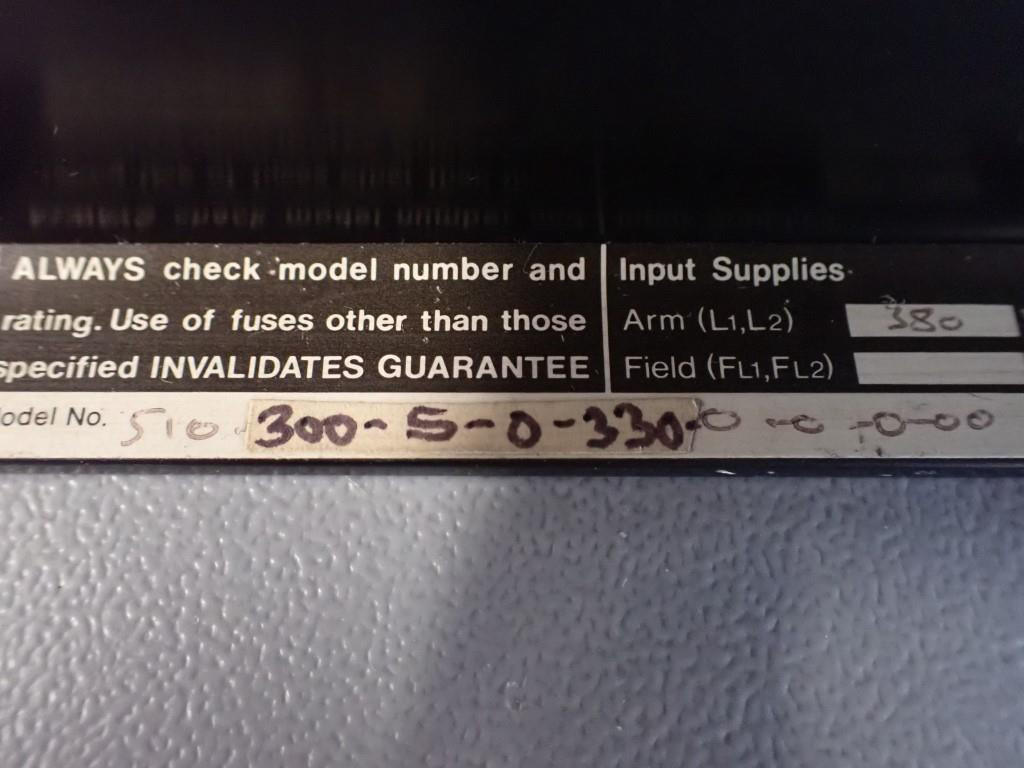 ALWAYS check model number and
rating. Use of fuses other than those
specified INVALIDATES GUARANTEE
Input Supplies
Arm (L1,L2) 380
Field (FL1,FL2)
odel No. 510 300-5-0-330-0-0-0-00